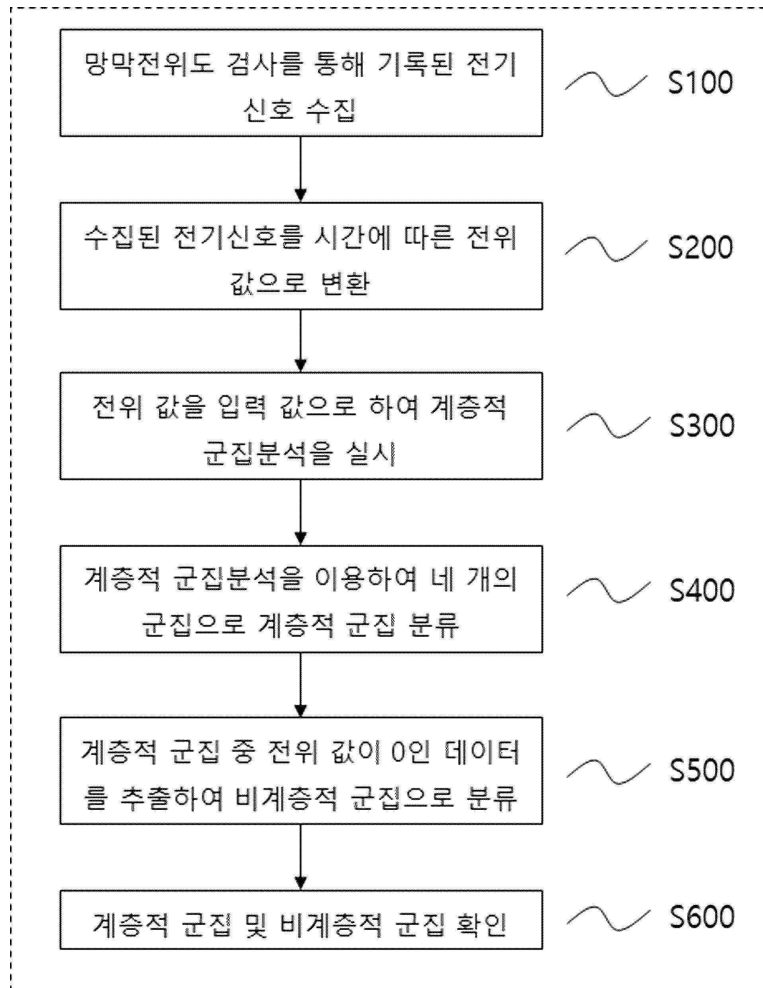 망막전위도 검사를 통해 기록된 전기
신호 수집
S100
수집된 전기신호를 시간에 따른 전위
값으로 변환
S200
전위 값을 입력 값으로 하여 계층적
군집분석을 실시
S300
계층적 군집분석을 이용하여 네 개의
군집으로 계층적 군집 분류
S400
계층적 군집 중 전위 값이 0인 데이터
를 추출하여 비계층적 군집으로 분류
S500
계층적 군집 및 비계층적 군집 확인
S600